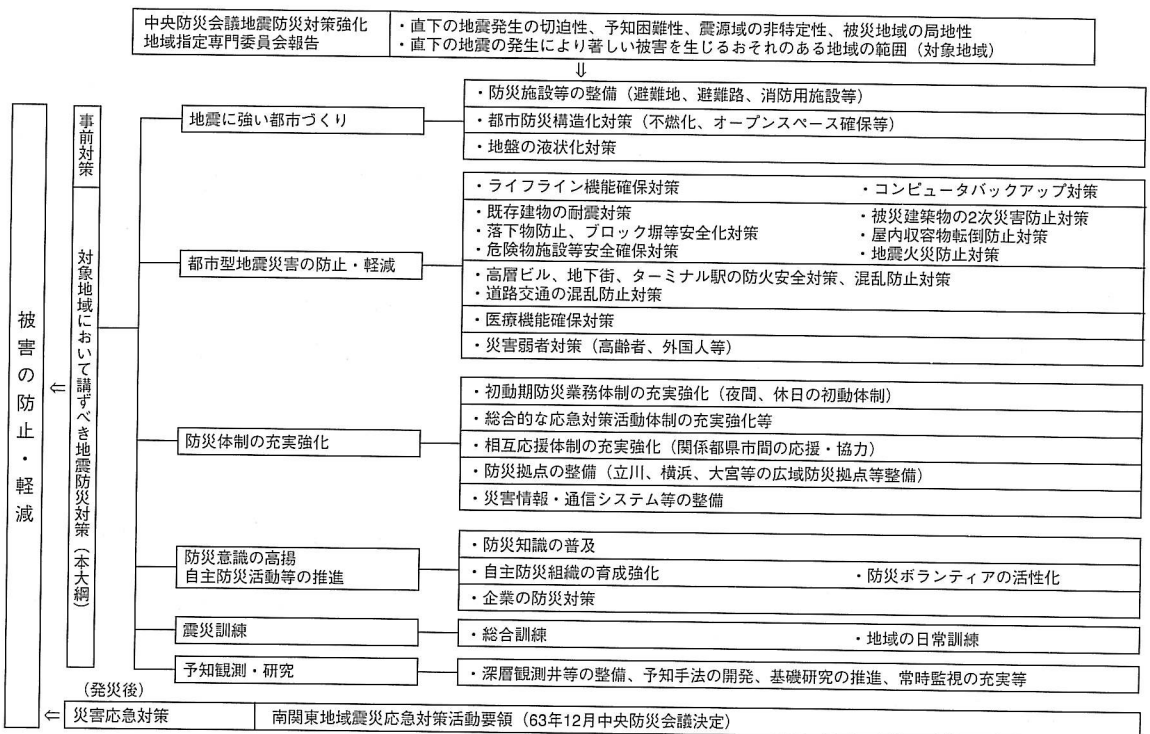 中央防災会議地震防災対策強化
地域指定専門委員会報告
・直下の地震発生の切迫性、予知困難性、震源域の非特定性、被災地域の局地性
・直下の地震の発生により著しい被害を生じるおそれのある地域の範囲（対象地域）
⇓
被害の防止・軽減
⇐
事前対策
対象地域において講ずべき地震防災対策（本大綱）
地震に強い都市づくり
・防災施設等の整備（避難地、避難路、消防用施設等）
・都市防災構造化対策（不燃化、オープンスペース確保等）
・地盤の液状化対策
都市型地震災害の防止・軽減
・ライフライン機能確保対策　・コンピュータバックアップ対策
・既存建物の耐震対策　・被災建築物の2次災害防止対策
・落下物防止、ブロック塀等安全化対策　・屋内収容物転倒防止対策
・危険物施設等安全確保対策　・地震火災防止対策
・高層ビル、地下街、ターミナル駅の防火安全対策、混乱防止対策
・道路交通の混乱防止対策
・医療機能確保対策
・災害弱者対策（高齢者、外国人等）
防災体制の充実強化
・初動期防災業務体制の充実強化（夜間、休日の初動体制）
・総合的な応急対策活動体制の充実強化等
・相互応援体制の充実強化（関係都県市間の応援・協力）
・防災拠点の整備（立川、横浜、大宮等の広域防災拠点等整備）
・災害情報・通信システム等の整備
防災意識の高揚
自主防災活動等の推進
・防災知識の普及
・自主防災組織の育成強化　・防災ボランティアの活性化
・企業の防災対策
震災訓練
・総合訓練　・地域の日常訓練
予知観測・研究
・深層観測井等の整備、予知手法の開発、基礎研究の推進、常時監視の充実等
（発災後）
⇐ 災害応急対策　南関東地域震災応急対策活動要領（63年12月中央防災会議決定）